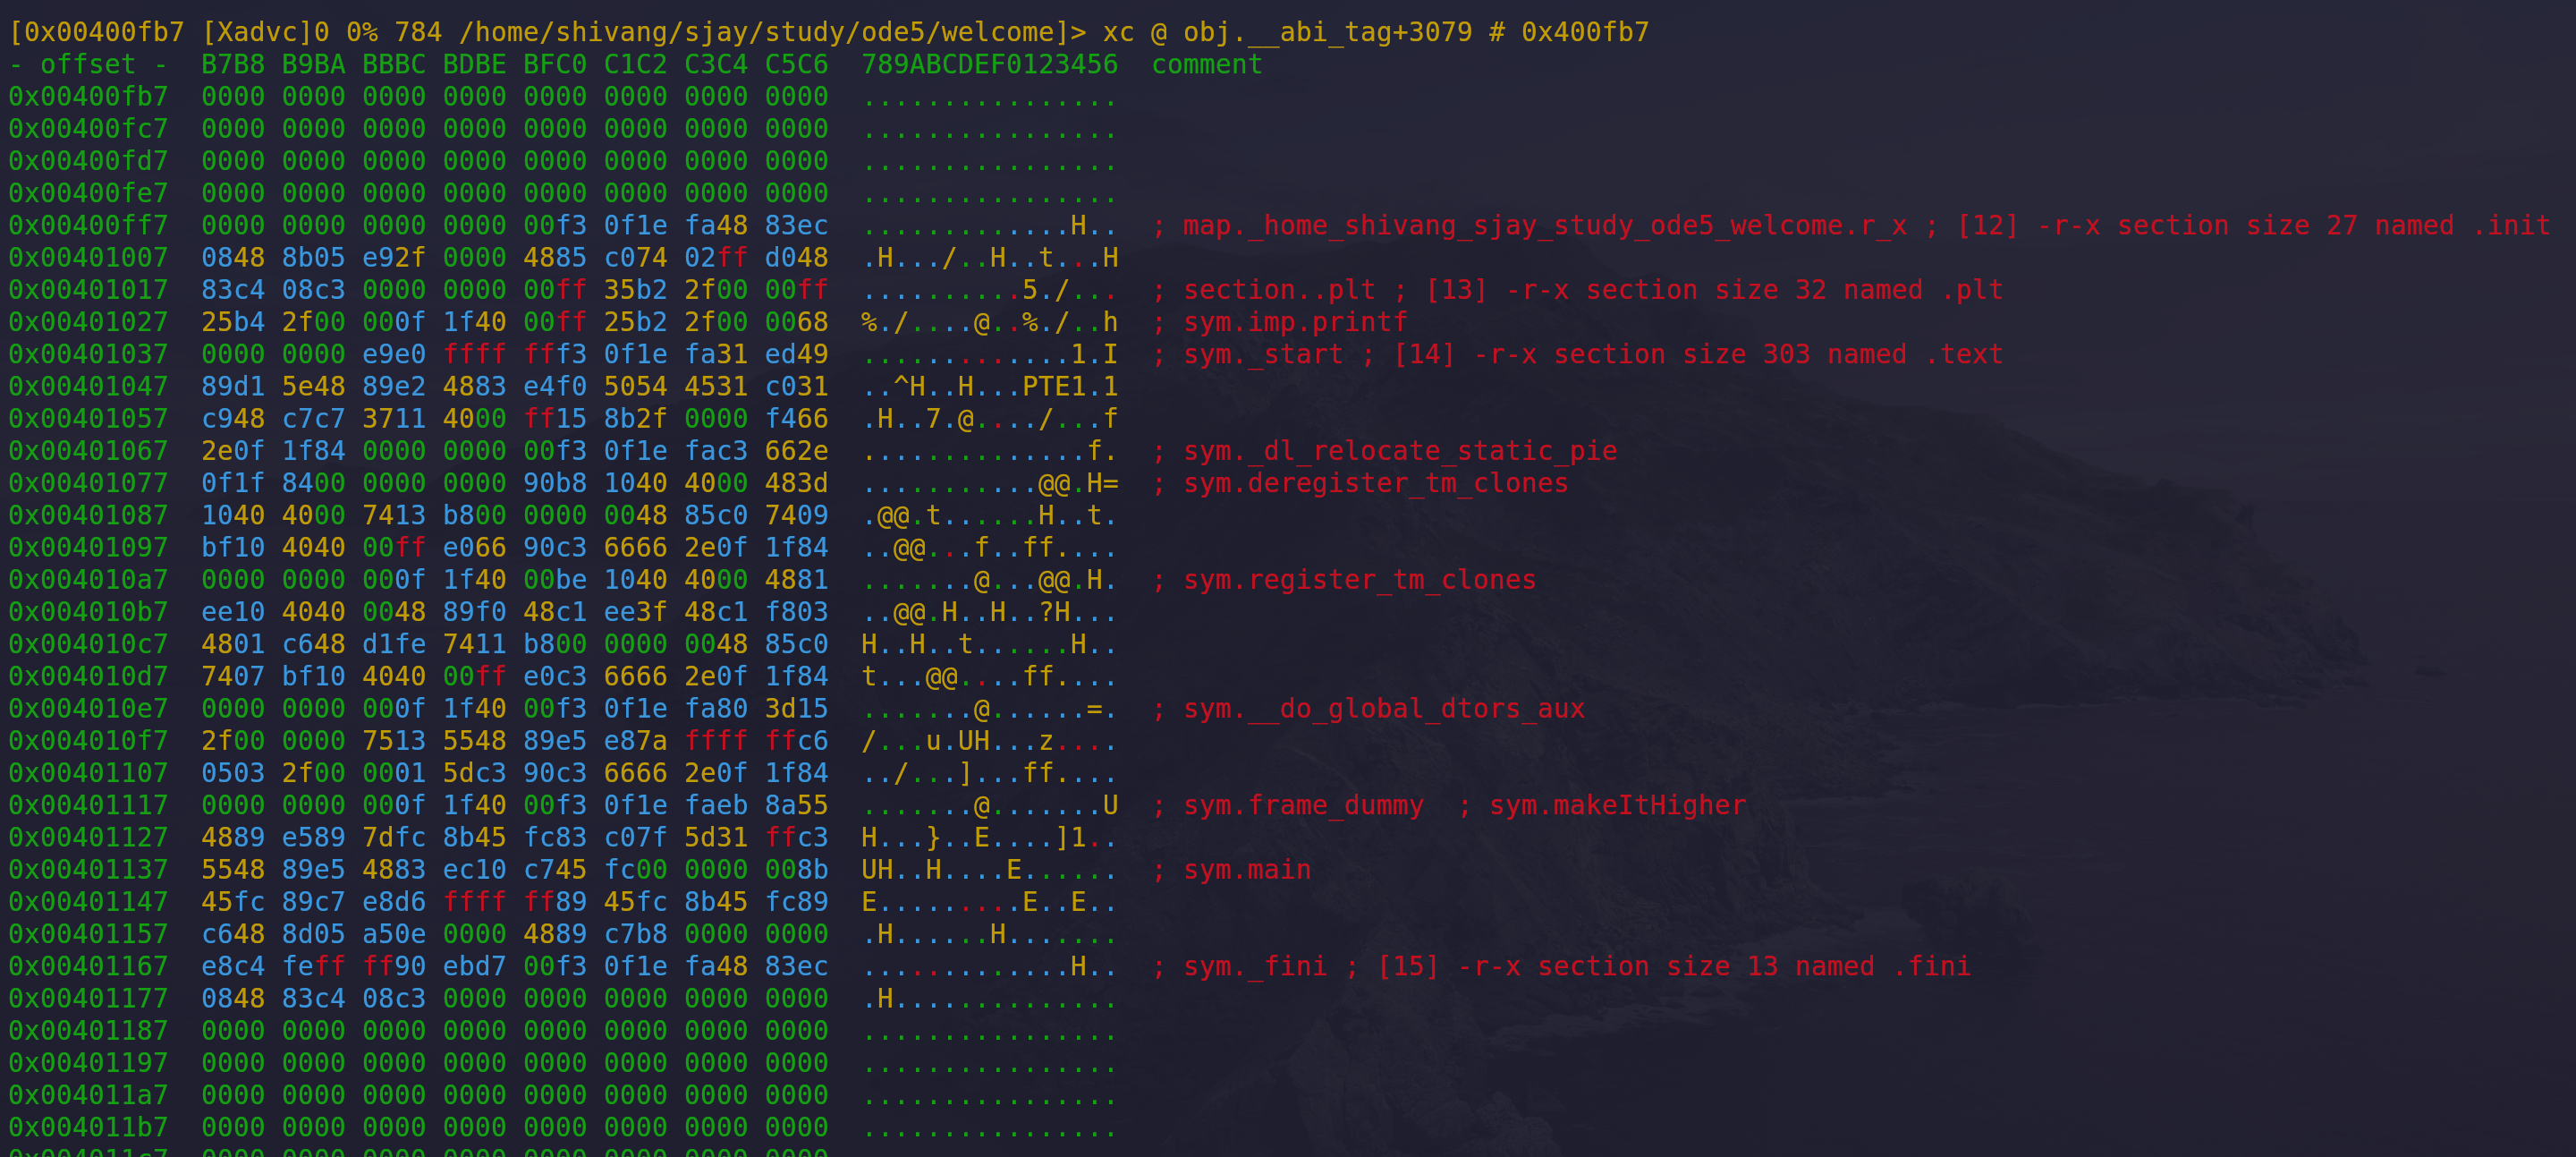 [0x00400fb7 [Xadvc]0 0% 784 /home/shivang/sjay/study/ode5/welcome]> xc @ obj.__abi_tag+3079 # 0x400fb7
- offset -  B7B8 B9BA BBBC BDBE BFC0 C1C2 C3C4 C5C6  789ABCDEF0123456  comment
0x00400fb7  0000 0000 0000 0000 0000 0000 0000 0000  ................
0x00400fc7  0000 0000 0000 0000 0000 0000 0000 0000  ................
0x00400fd7  0000 0000 0000 0000 0000 0000 0000 0000  ................
0x00400fe7  0000 0000 0000 0000 0000 0000 0000 0000  ................
0x00400ff7  0000 0000 0000 0000 00f3 0f1e fa48 83ec  .............H..  ; map._home_shivang_sjay_study_ode5_welcome.r_x ; [12] -r-x section size 27 named .init
0x00401007  0848 8b05 e92f 0000 4885 c074 02ff d048  .H.../..H..t...H
0x00401017  83c4 08c3 0000 0000 00ff 35b2 2f00 00ff  ..........5./...  ; section..plt ; [13] -r-x section size 32 named .plt
0x00401027  25b4 2f00 000f 1f40 00ff 25b2 2f00 0068  %./....@..%./..h  ; sym.imp.printf
0x00401037  0000 0000 e9e0 ffff fff3 0f1e fa31 ed49  .............1.I  ; sym._start ; [14] -r-x section size 303 named .text
0x00401047  89d1 5e48 89e2 4883 e4f0 5054 4531 c031  ..^H..H...PTE1.1
0x00401057  c948 c7c7 3711 4000 ff15 8b2f 0000 f466  .H..7.@..../...f
0x00401067  2e0f 1f84 0000 0000 00f3 0f1e fac3 662e  ..............f.  ; sym._dl_relocate_static_pie
0x00401077  0f1f 8400 0000 0000 90b8 1040 4000 483d  ...........@@.H=  ; sym.deregister_tm_clones
0x00401087  1040 4000 7413 b800 0000 0048 85c0 7409  .@@.t......H..t.
0x00401097  bf10 4040 00ff e066 90c3 6666 2e0f 1f84  ..@@...f..ff....
0x004010a7  0000 0000 000f 1f40 00be 1040 4000 4881  .......@...@@.H.  ; sym.register_tm_clones
0x004010b7  ee10 4040 0048 89f0 48c1 ee3f 48c1 f803  ..@@.H..H..?H...
0x004010c7  4801 c648 d1fe 7411 b800 0000 0048 85c0  H..H..t......H..
0x004010d7  7407 bf10 4040 00ff e0c3 6666 2e0f 1f84  t...@@....ff....
0x004010e7  0000 0000 000f 1f40 00f3 0f1e fa80 3d15  .......@......=.  ; sym.__do_global_dtors_aux
0x004010f7  2f00 0000 7513 5548 89e5 e87a ffff ffc6  /...u.UH...z....
0x00401107  0503 2f00 0001 5dc3 90c3 6666 2e0f 1f84  ../...]...ff....
0x00401117  0000 0000 000f 1f40 00f3 0f1e faeb 8a55  .......@.......U  ; sym.frame_dummy  ; sym.makeItHigher
0x00401127  4889 e589 7dfc 8b45 fc83 c07f 5d31 ffc3  H...}..E....]1..
0x00401137  5548 89e5 4883 ec10 c745 fc00 0000 008b  UH..H....E......  ; sym.main
0x00401147  45fc 89c7 e8d6 ffff ff89 45fc 8b45 fc89  E.........E..E..
0x00401157  c648 8d05 a50e 0000 4889 c7b8 0000 0000  .H......H.......
0x00401167  e8c4 feff ff90 ebd7 00f3 0f1e fa48 83ec  .............H..  ; sym._fini ; [15] -r-x section size 13 named .fini
0x00401177  0848 83c4 08c3 0000 0000 0000 0000 0000  .H..............
0x00401187  0000 0000 0000 0000 0000 0000 0000 0000  ................
0x00401197  0000 0000 0000 0000 0000 0000 0000 0000  ................
0x004011a7  0000 0000 0000 0000 0000 0000 0000 0000  ................
0x004011b7  0000 0000 0000 0000 0000 0000 0000 0000  ................
0x004011c7  0000 0000 0000 0000 0000 0000 0000 0000